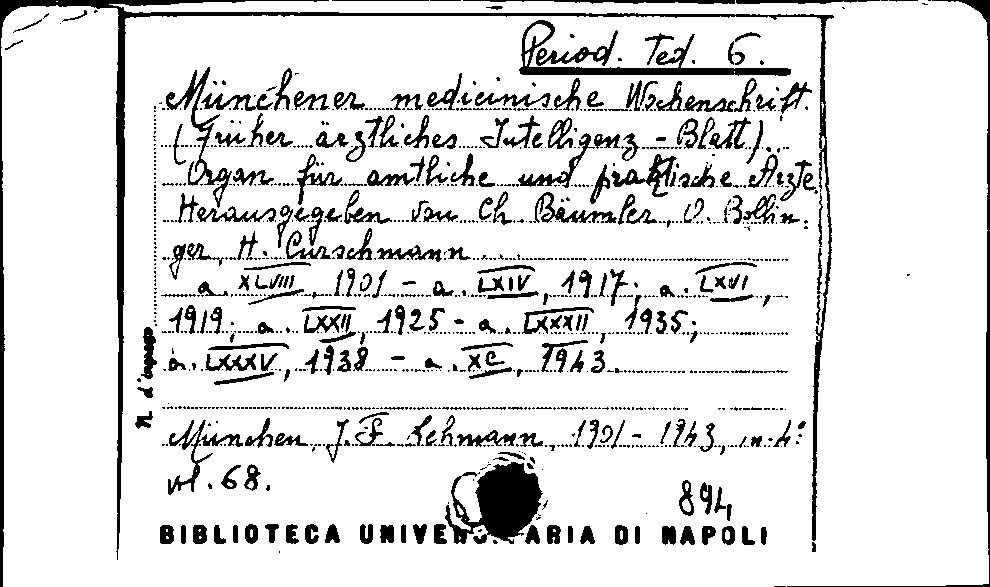 Period. Ted. 6.
Münchener medicinische Wochenschrift.
(Früher ärztliches Intelligenz-Blatt)..
Organ für amtliche und praktische Ärzte
Herausgegeben von Ch. Bäumler, O. Bollin-
ger, H. Curschmann...
a. XLVIII, 1901 - a. LXIV, 1917; a. LXVI,
1919; a. LXXII, 1925 - a. LXXXII, 1935;
a. LXXXV, 1938 - a. XC, 1943.
N. d'ingresso
München, J. F. Lehmann, 1901 - 1943, in-4°
vol. 68.
894
BIBLIOTECA UNIVERSITARIA DI NAPOLI